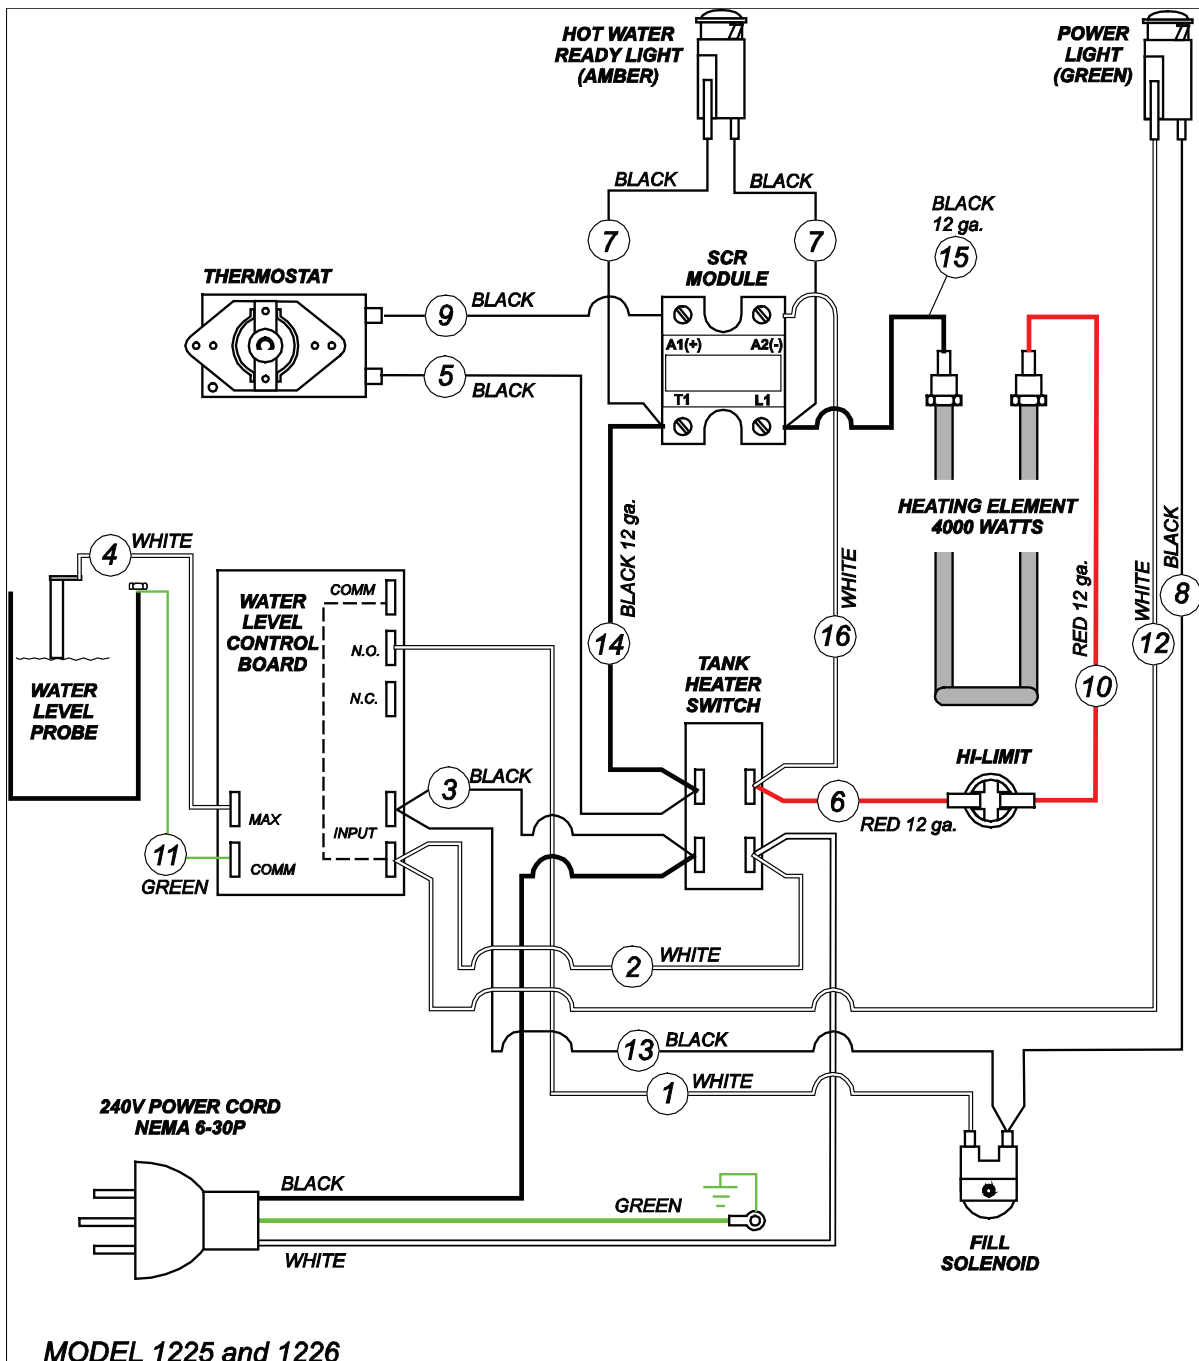 HOT WATER
READY LIGHT
(AMBER)
POWER
LIGHT
(GREEN)
BLACK
BLACK
BLACK
12 ga.
7
7
15
SCR
MODULE
THERMOSTAT
9
BLACK
A1(+)
A2(-)
5
BLACK
T1
L1
HEATING ELEMENT
4000 WATTS
BLACK 12 ga.
WHITE
RED 12 ga.
WHITE
BLACK
4
WHITE
COMM
WATER
LEVEL
CONTROL
BOARD
N.O.
N.C.
14
16
12
8
10
WATER
LEVEL
PROBE
TANK
HEATER
SWITCH
HI-LIMIT
3
BLACK
6
RED 12 ga.
MAX
INPUT
11
COMM
GREEN
2
WHITE
13
BLACK
1
WHITE
240V POWER CORD
NEMA 6-30P
BLACK
GREEN
WHITE
FILL
SOLENOID
MODEL 1225 and 1226